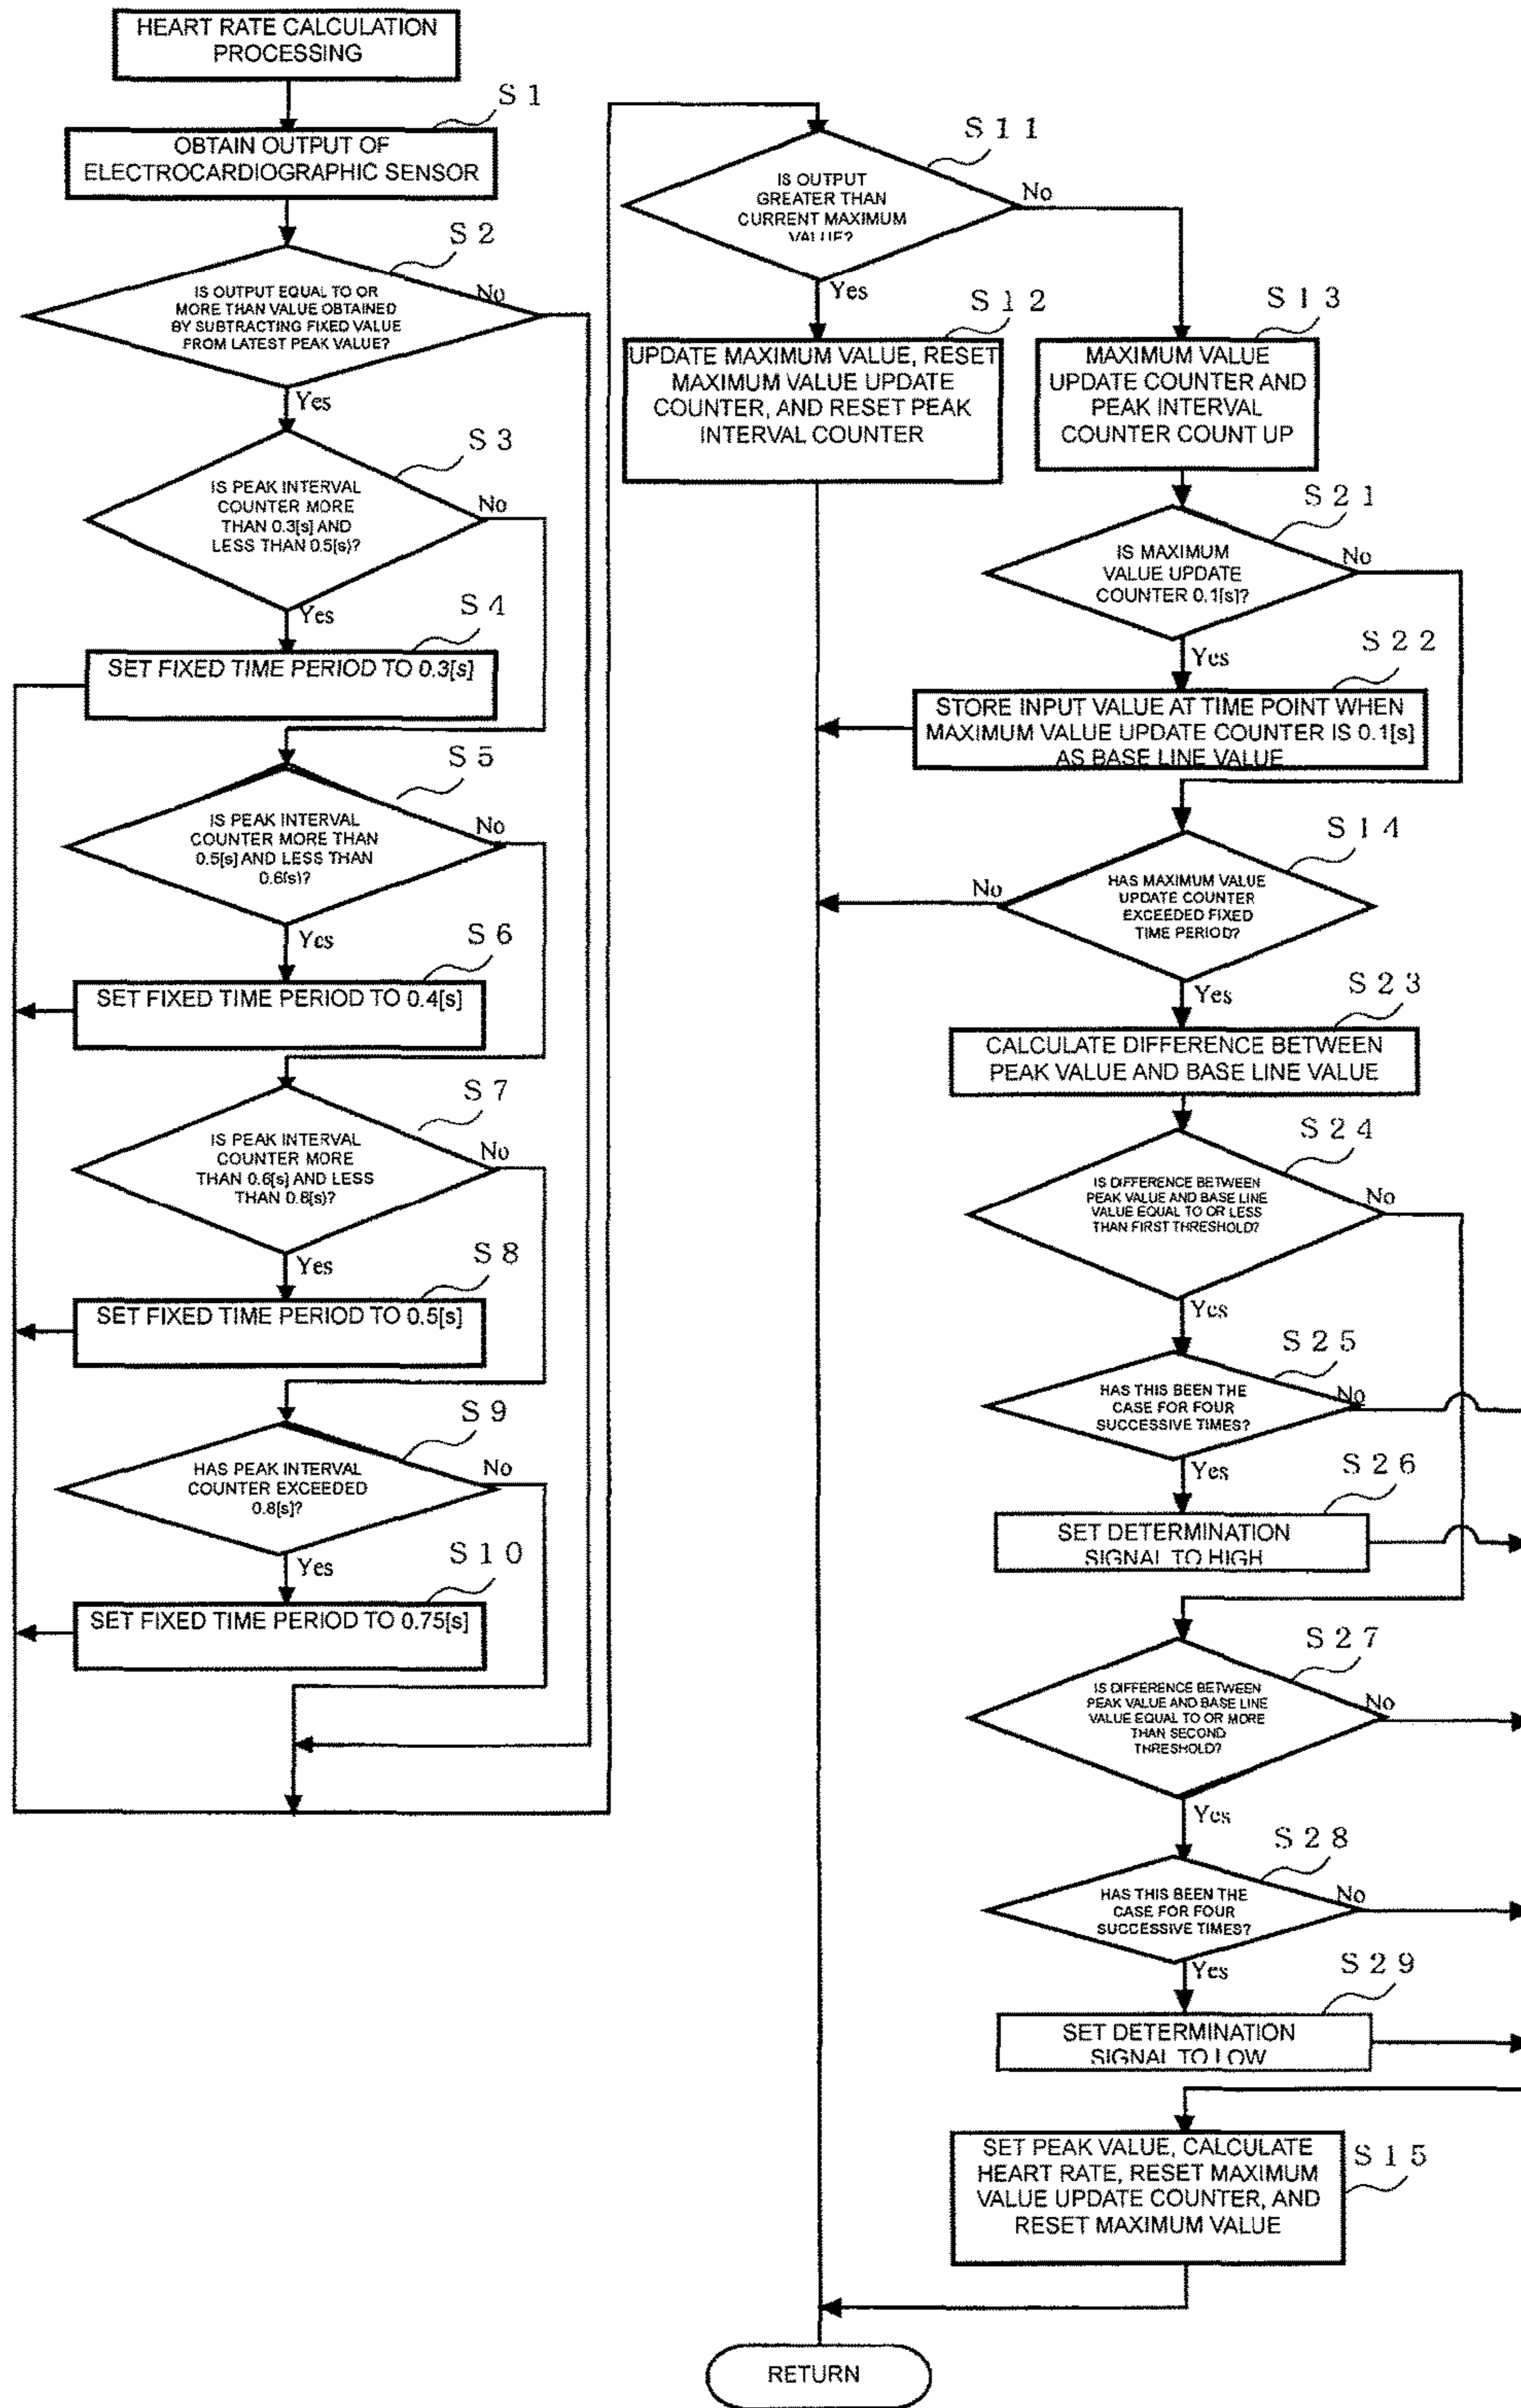 HEART RATE CALCULATION
PROCESSING
S 1
OBTAIN OUTPUT OF
ELECTROCARDIOGRAPHIC SENSOR
S 2
IS OUTPUT EQUAL TO OR
MORE THAN VALUE OBTAINED
BY SUBTRACTING FIXED VALUE
FROM LATEST PEAK VALUE?
No
Yes
S 3
IS PEAK INTERVAL
COUNTER MORE
THAN 0.3[s] AND
LESS THAN 0.5[s]?
No
Yes
S 4
SET FIXED TIME PERIOD TO 0.3[s]
S 5
IS PEAK INTERVAL
COUNTER MORE THAN
0.5[s] AND LESS THAN
0.6[s]?
No
Yes
S 6
SET FIXED TIME PERIOD TO 0.4[s]
S 7
IS PEAK INTERVAL
COUNTER MORE
THAN 0.6[s] AND LESS
THAN 0.8[s]?
No
Yes
S 8
SET FIXED TIME PERIOD TO 0.5[s]
S 9
HAS PEAK INTERVAL
COUNTER EXCEEDED
0.8[s]?
No
Yes
S 1 0
SET FIXED TIME PERIOD TO 0.75[s]
S 1 1
IS OUTPUT
GREATER THAN
CURRENT MAXIMUM
VALUE?
No
Yes
S 1 2
UPDATE MAXIMUM VALUE, RESET
MAXIMUM VALUE UPDATE
COUNTER, AND RESET PEAK
INTERVAL COUNTER
S 1 3
MAXIMUM VALUE
UPDATE COUNTER AND
PEAK INTERVAL
COUNTER COUNT UP
S 2 1
IS MAXIMUM
VALUE UPDATE
COUNTER 0.1[s]?
No
Yes
S 2 2
STORE INPUT VALUE AT TIME POINT WHEN
MAXIMUM VALUE UPDATE COUNTER IS 0.1[s]
AS BASE LINE VALUE
S 1 4
HAS MAXIMUM VALUE
UPDATE COUNTER
EXCEEDED FIXED
TIME PERIOD?
No
Yes
S 2 3
CALCULATE DIFFERENCE BETWEEN
PEAK VALUE AND BASE LINE VALUE
S 2 4
IS DIFFERENCE BETWEEN
PEAK VALUE AND BASE LINE
VALUE EQUAL TO OR LESS
THAN FIRST THRESHOLD?
No
Yes
S 2 5
HAS THIS BEEN THE
CASE FOR FOUR
SUCCESSIVE TIMES?
No
Yes
S 2 6
SET DETERMINATION
SIGNAL TO HIGH
S 2 7
IS DIFFERENCE BETWEEN
PEAK VALUE AND BASE LINE
VALUE EQUAL TO OR MORE
THAN SECOND
THRESHOLD?
No
Yes
S 2 8
HAS THIS BEEN THE
CASE FOR FOUR
SUCCESSIVE TIMES?
No
Yes
S 2 9
SET DETERMINATION
SIGNAL TO LOW
S 1 5
SET PEAK VALUE, CALCULATE
HEART RATE, RESET MAXIMUM
VALUE UPDATE COUNTER, AND
RESET MAXIMUM VALUE
RETURN